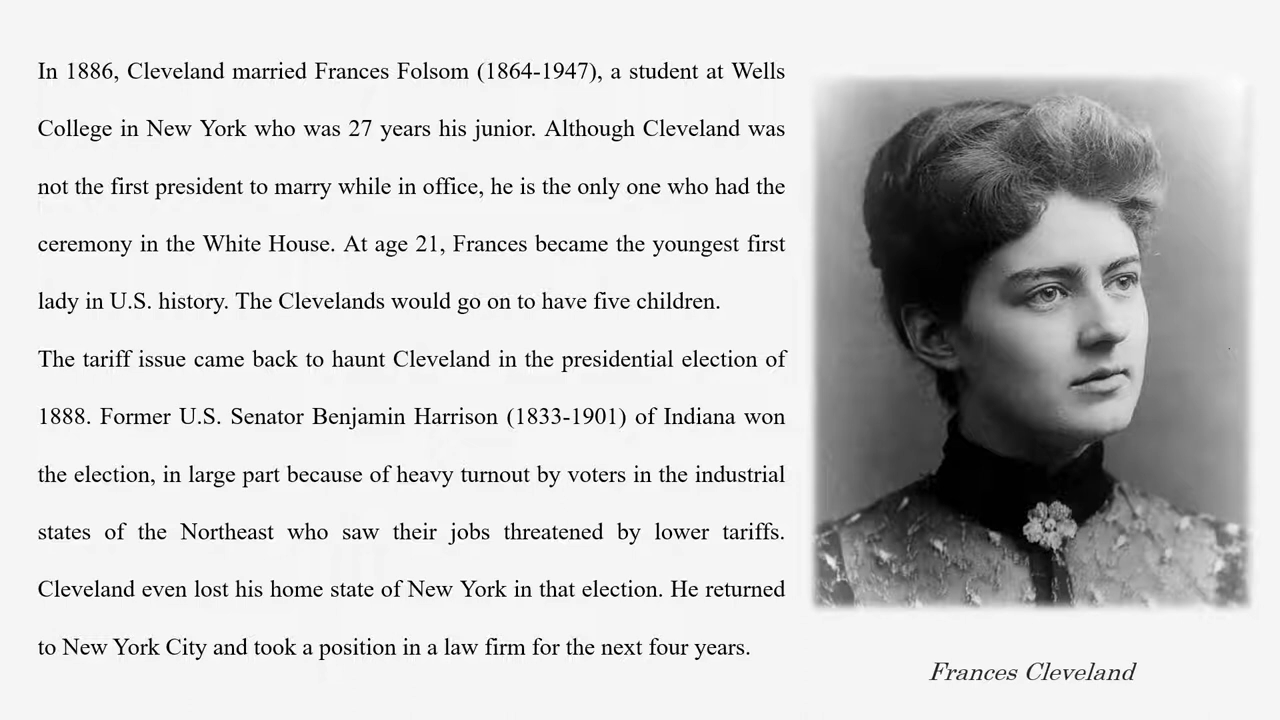 In 1886, Cleveland married Frances Folsom (1864-1947), a student at Wells
College in New York who was 27 years his junior. Although Cleveland was
not the first president to marry while in office, he is the only one who had the
ceremony in the White House. At age 21, Frances became the youngest first
lady in U.S. history. The Clevelands would go on to have five children.
The tariff issue came back to haunt Cleveland in the presidential election of
1888. Former U.S. Senator Benjamin Harrison (1833-1901) of Indiana won
the election, in large part because of heavy turnout by voters in the industrial
states of the Northeast who saw their jobs threatened by lower tariffs.
Cleveland even lost his home state of New York in that election. He returned
to New York City and took a position in a law firm for the next four years.
Frances Cleveland